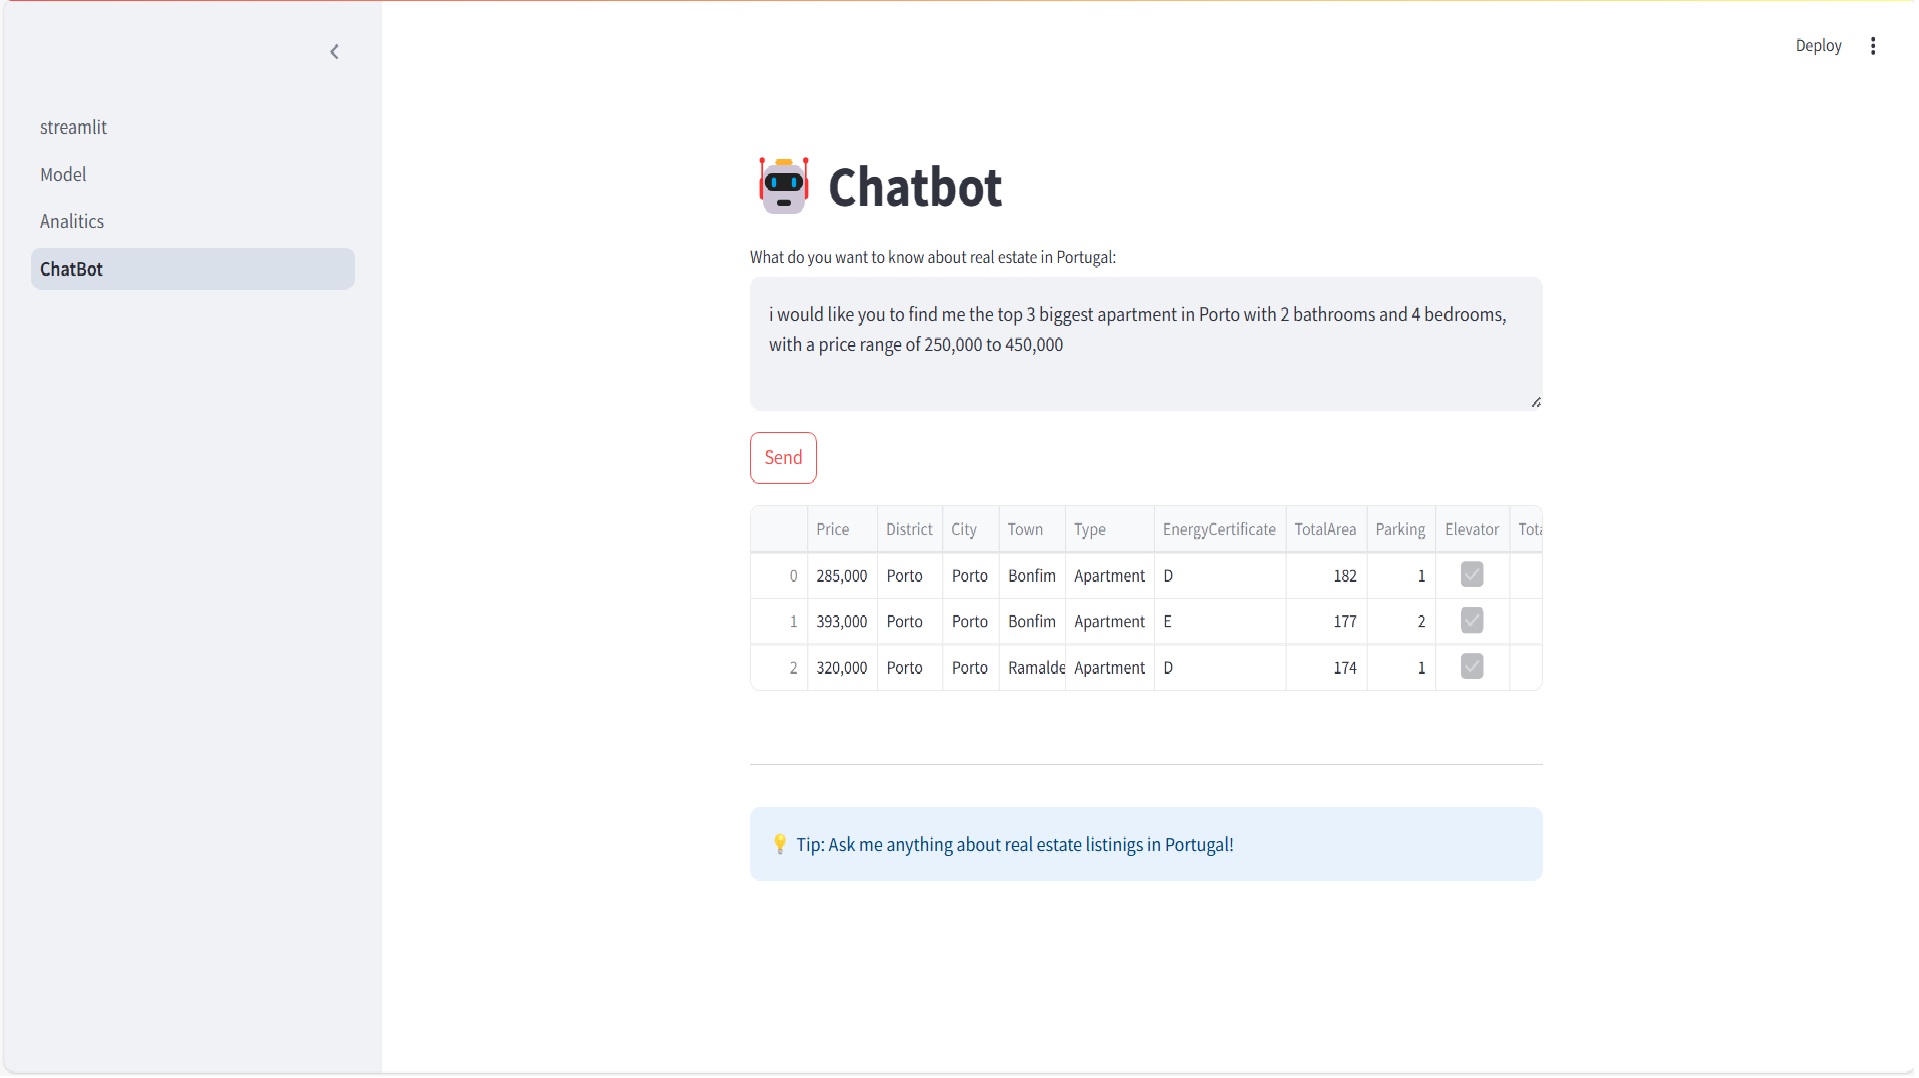 Deploy
streamlit
Model
Analitics
ChatBot
Chatbot
What do you want to know about real estate in Portugal:
i would like you to find me the top 3 biggest apartment in Porto with 2 bathrooms and 4 bedrooms,
with a price range of 250,000 to 450,000
Send
Price District City Town Type EnergyCertificate TotalArea Parking Elevator
0 285,000 Porto Porto Bonfim Apartment D 182 1
1 393,000 Porto Porto Bonfim Apartment E 177 2
2 320,000 Porto Porto Ramalde Apartment D 174 1
Tip: Ask me anything about real estate listinigs in Portugal!